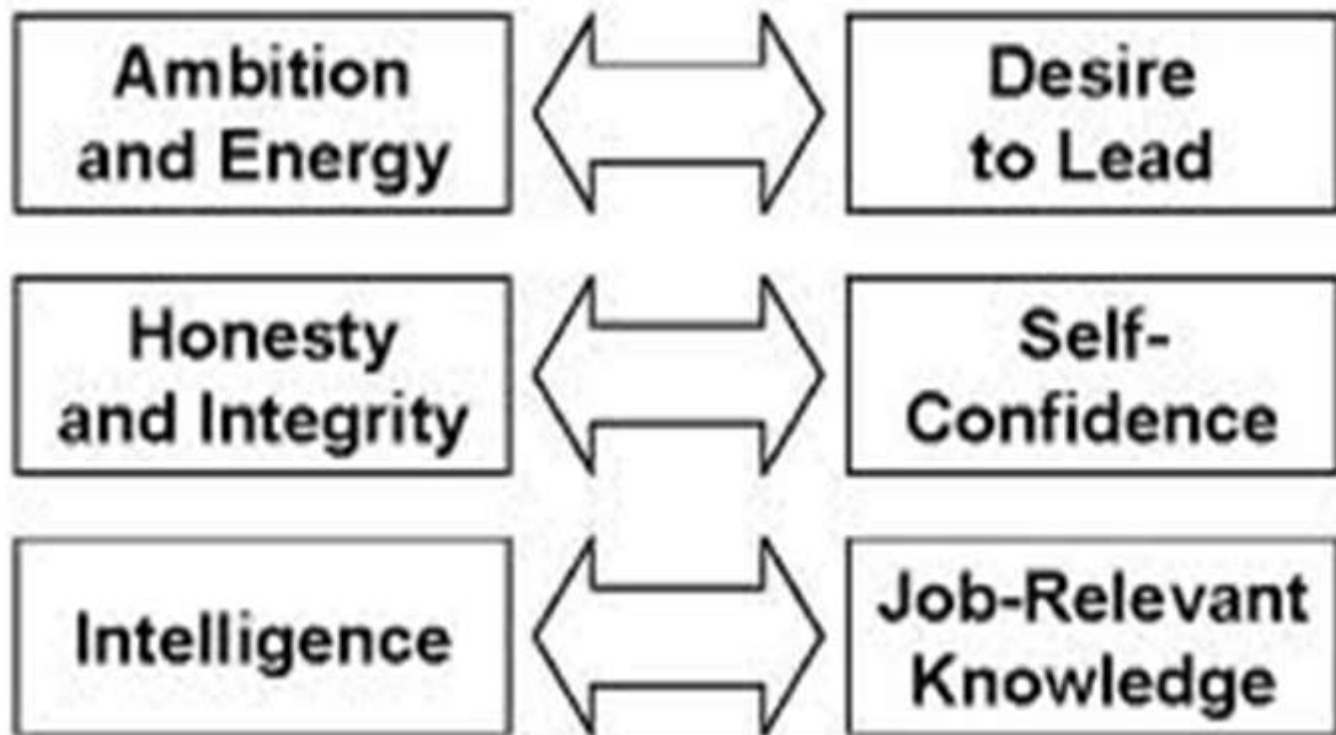 Ambition
and Energy
Desire
to Lead
Honesty
and Integrity
Self-
Confidence
Intelligence
Job-Relevant
Knowledge